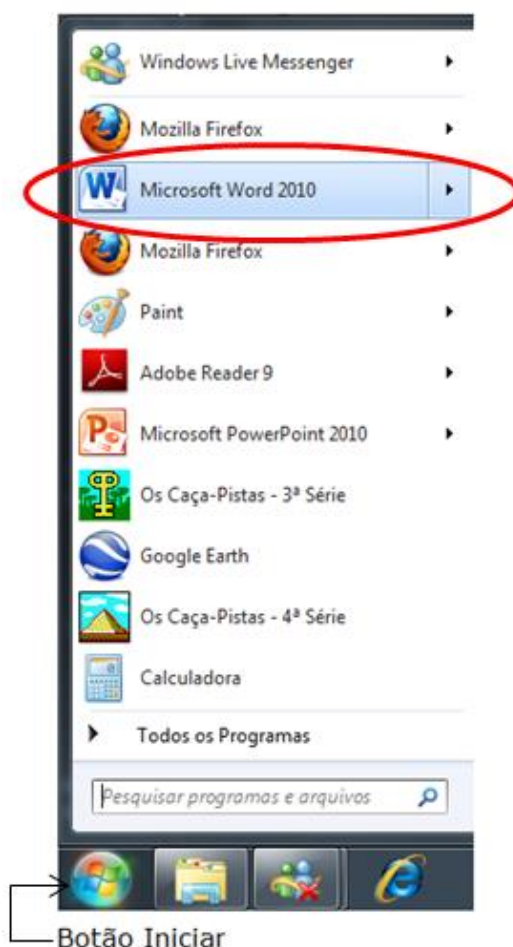 Windows Live Messenger
Mozilla Firefox
Microsoft Word 2010
Mozilla Firefox
Paint
Adobe Reader 9
Microsoft PowerPoint 2010
Os Caça-Pistas - 3ª Série
Google Earth
Os Caça-Pistas - 4ª Série
Calculadora
Todos os Programas
Pesquisar programas e arquivos
Botão Iniciar